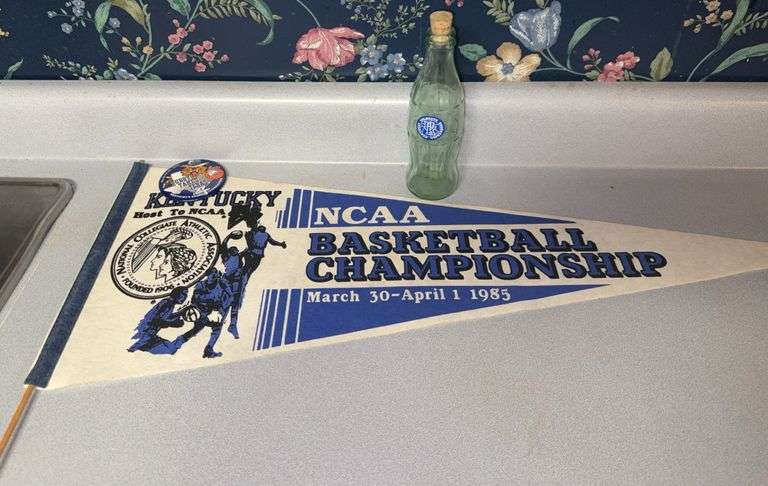 KENTUCKY
Host To NCAA
NATIONAL COLLEGIATE ATHLETIC ASSOCIATION
FOUNDED 1906
NCAA
BASKETBALL
CHAMPIONSHIP
March 30-April 1 1985